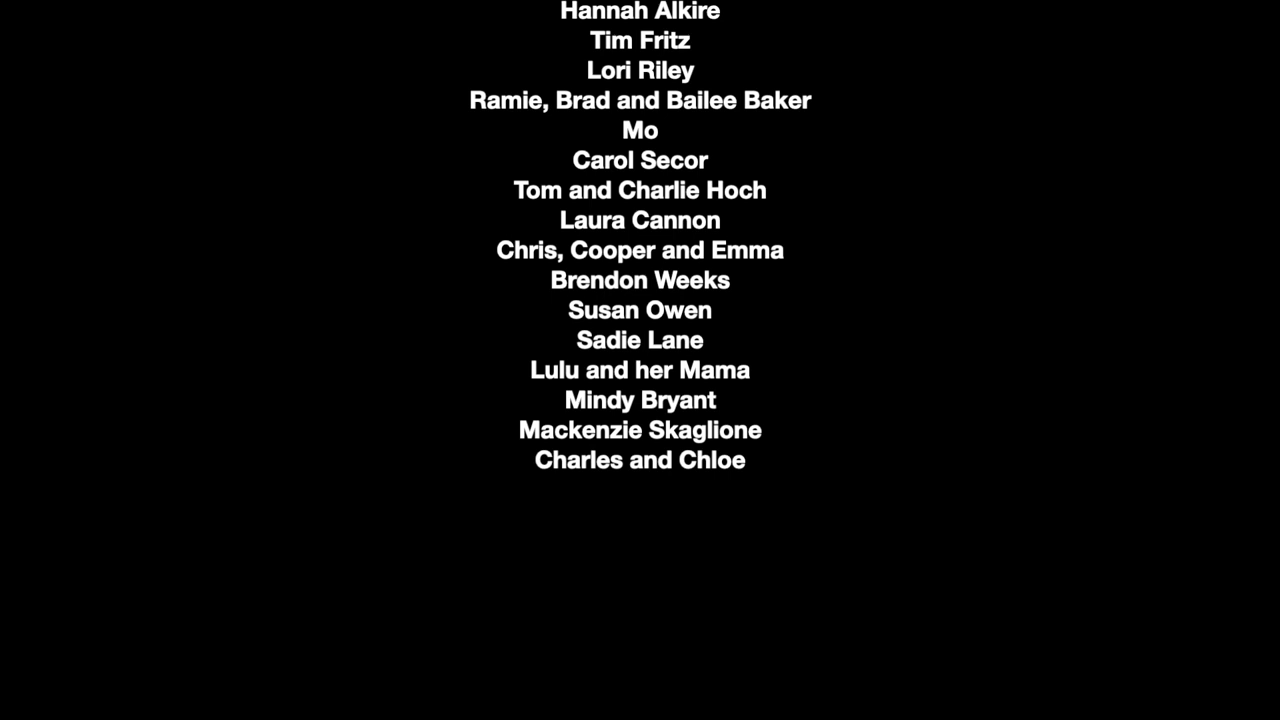 Hannah Alkire
Tim Fritz
Lori Riley
Ramie, Brad and Bailee Baker
Mo
Carol Secor
Tom and Charlie Hoch
Laura Cannon
Chris, Cooper and Emma
Brendon Weeks
Susan Owen
Sadie Lane
Lulu and her Mama
Mindy Bryant
Mackenzie Skaglione
Charles and Chloe